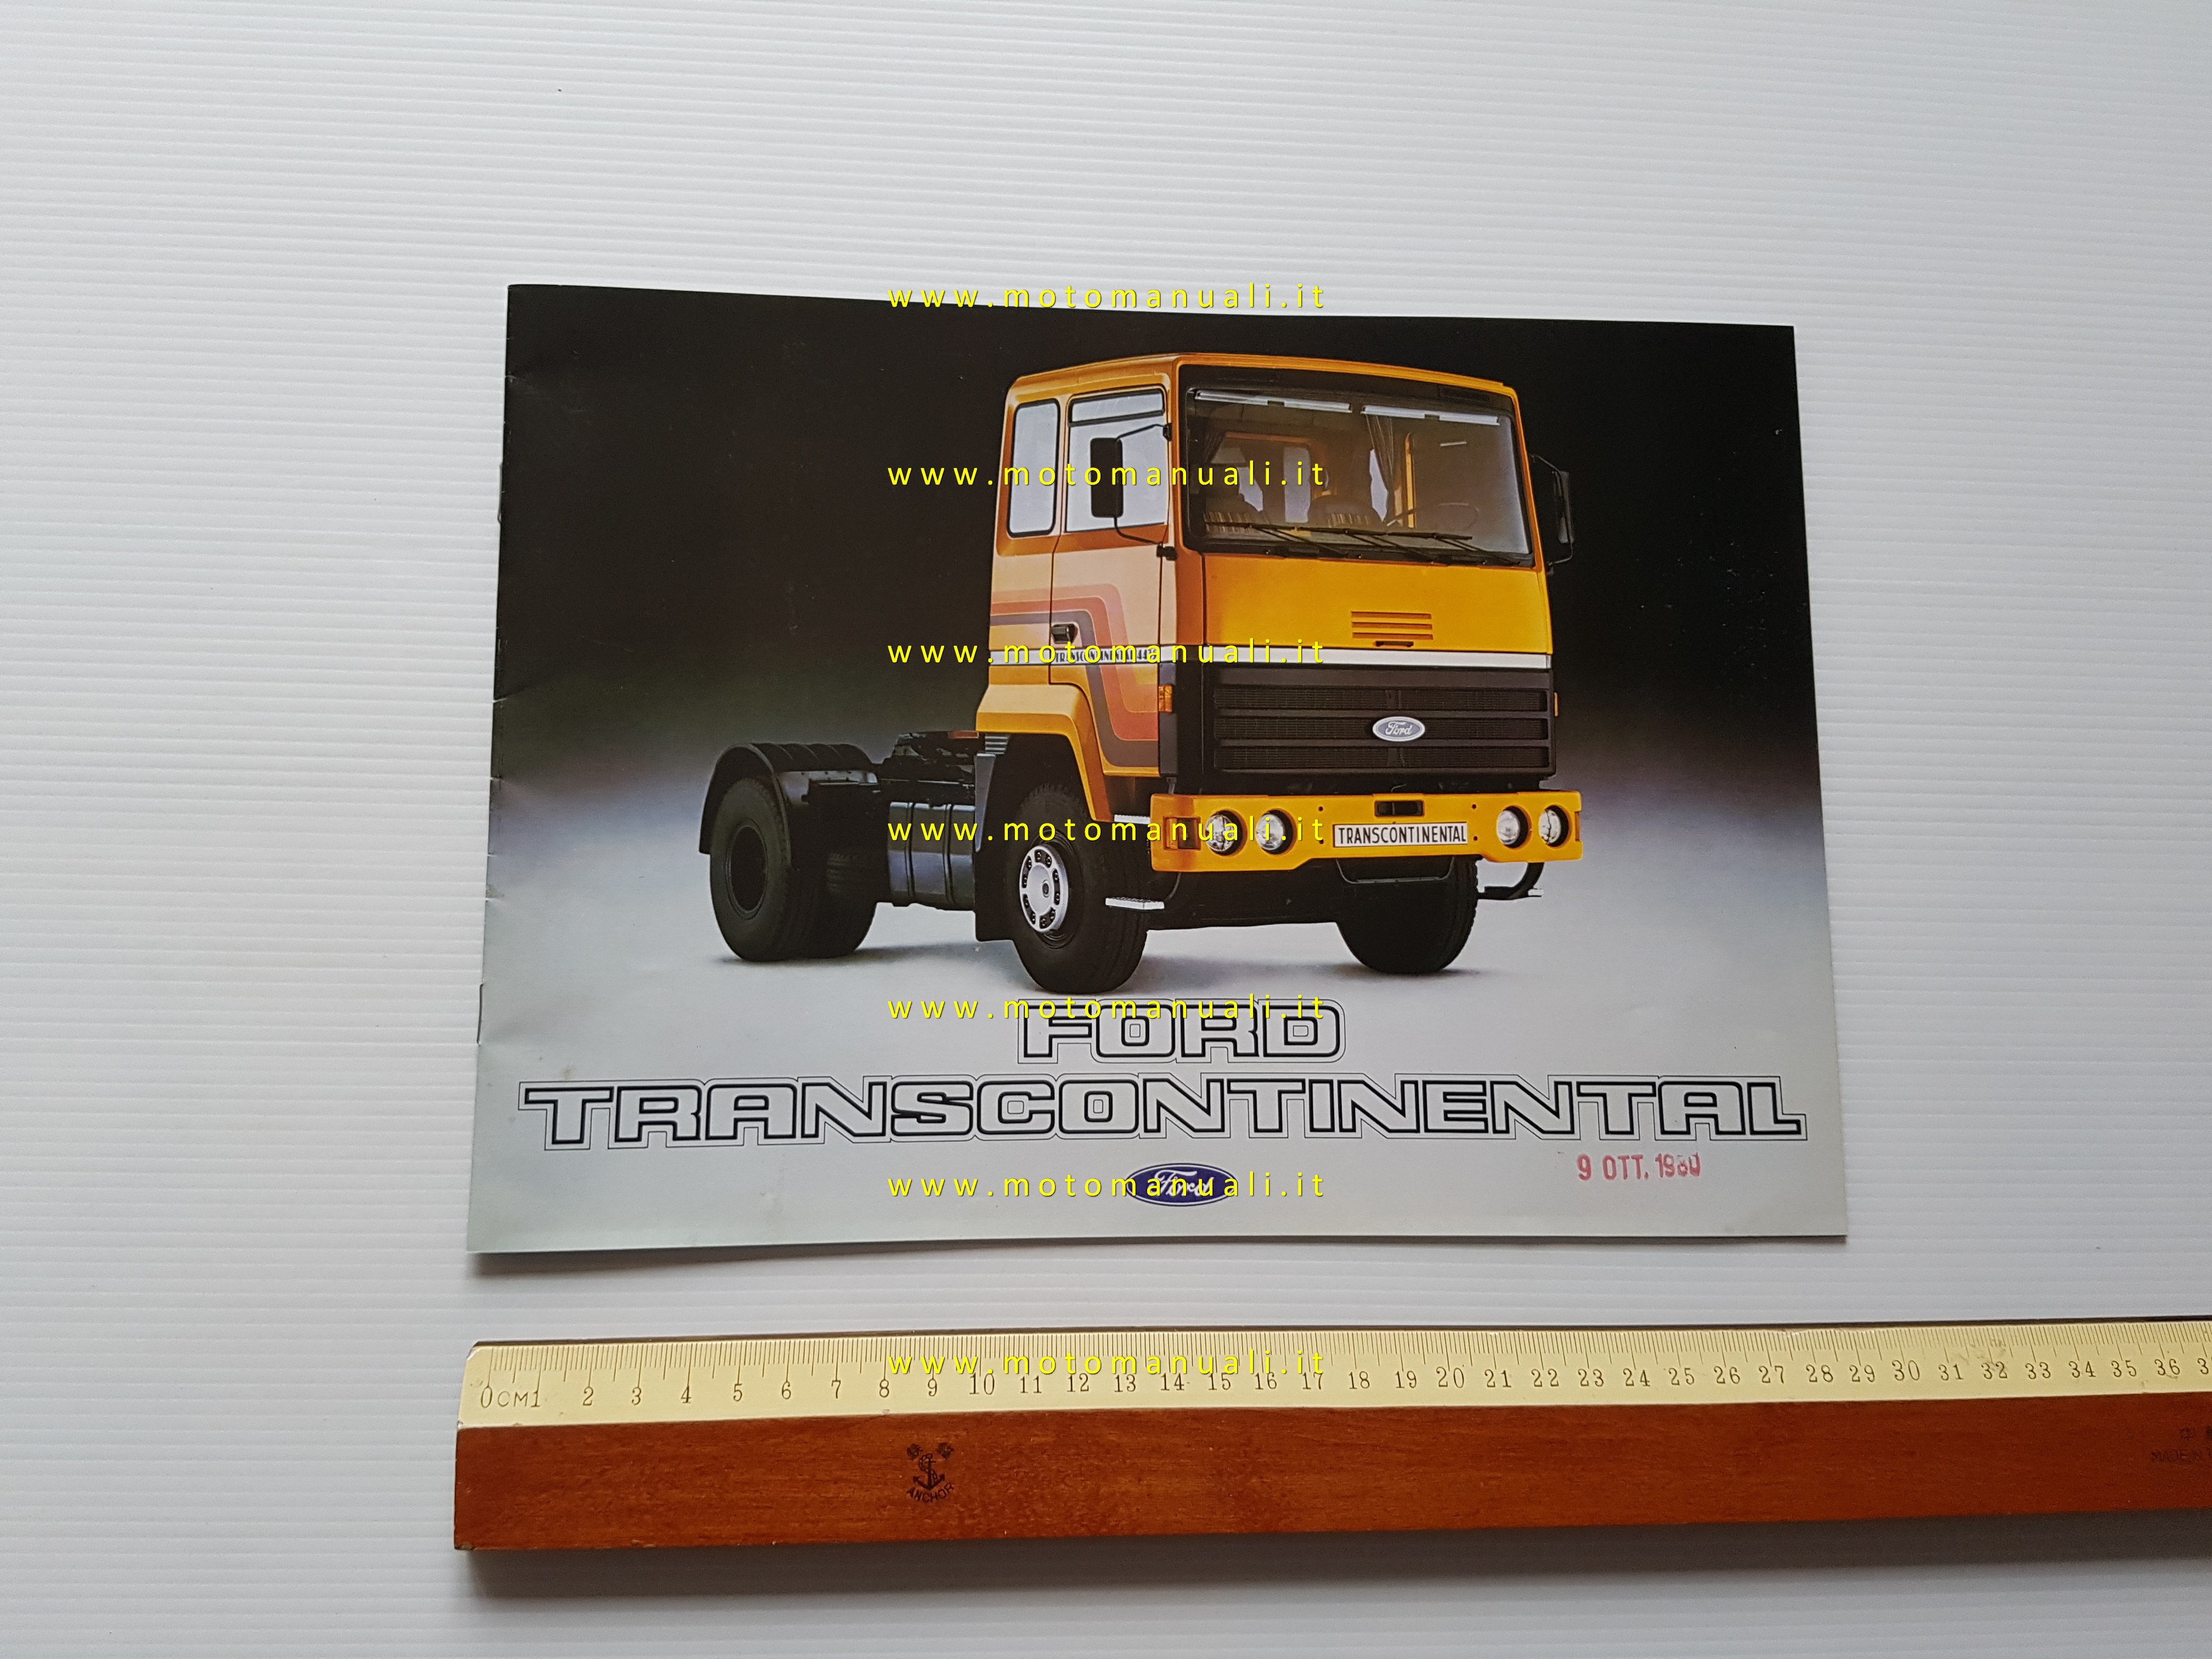 www.motomanuali.it
www.motomanuali.it
www.motomanuali.it
Ford
www.motomanuali.it
TRANSCONTINENTAL
www.motomanuali.it
FORD
TRANSCONTINENTAL
9 OTT. 1980
www.motomanuali.it
Ford
www.motomanuali.it
0CM1 2 3 4 5 6 7 8 9 10 11 12 13 14 15 16 17 18 19 20 21 22 23 24 25 26 27 28 29 30 31 32 33 34 35 36
ANCHOR